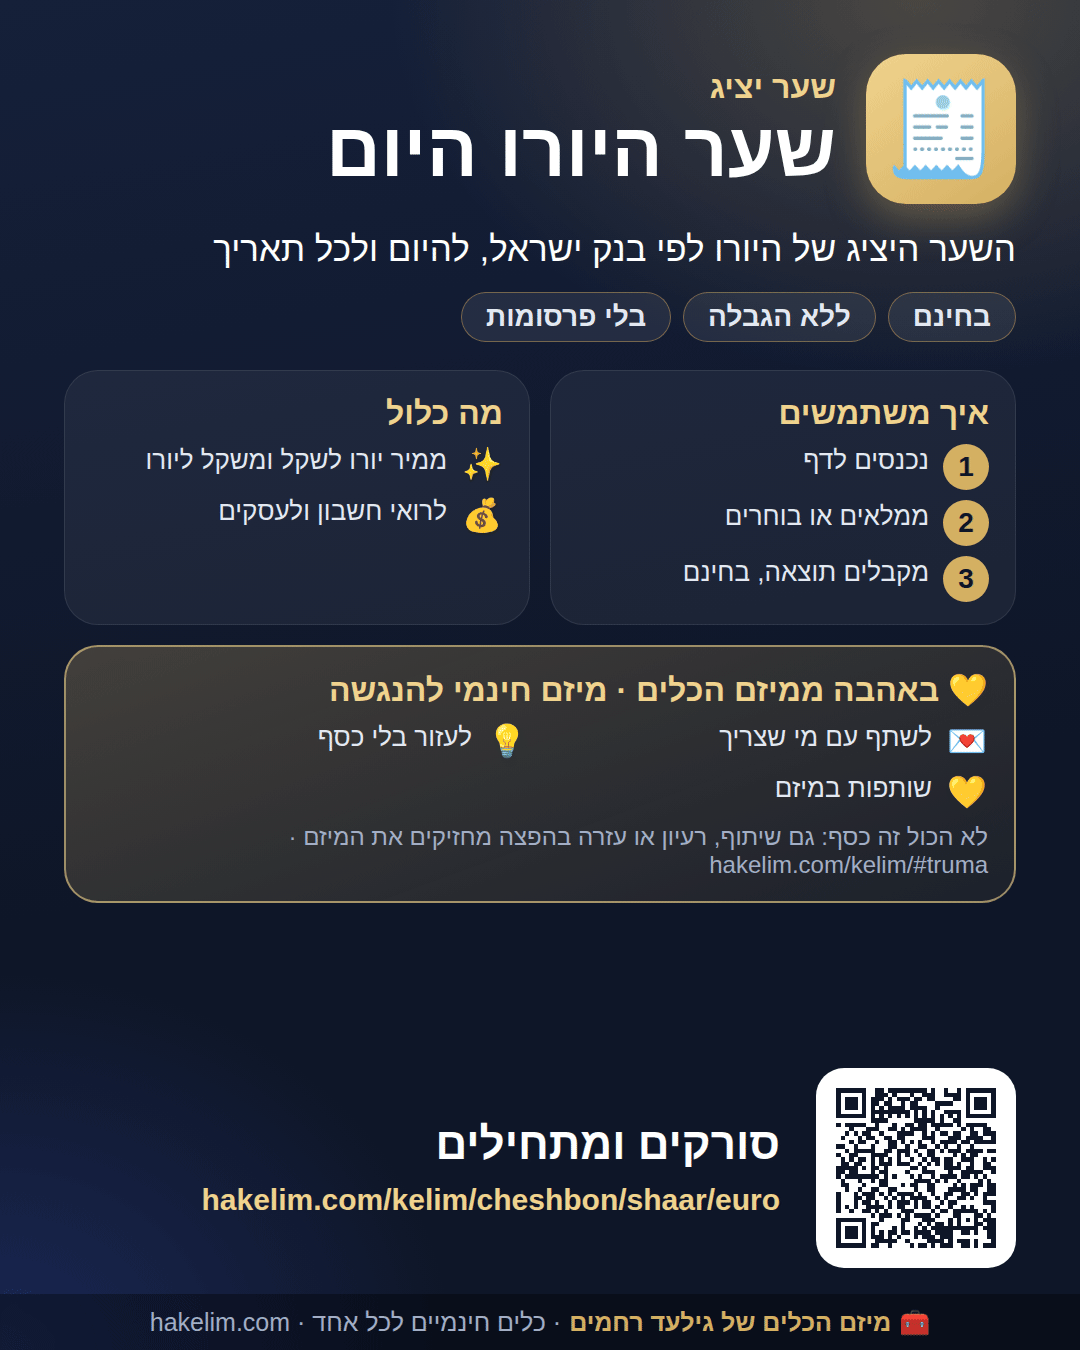 שער יציג
שער היורו היום
השער היציג של היורו לפי בנק ישראל, להיום ולכל תאריך
בחינם
ללא הגבלה
בלי פרסומות
איך משתמשים
1 נכנסים לדף
2 ממלאים או בוחרים
3 מקבלים תוצאה, בחינם
מה כלול
ממיר יורו לשקל ומשקל ליורו
לרואי חשבון ולעסקים
באהבה ממיזם הכלים · מיזם חינמי להנגשה
לשתף עם מי שצריך
לעזור בלי כסף
שותפות במיזם
לא הכול זה כסף: גם שיתוף, רעיון או עזרה בהפצה מחזיקים את המיזם ·
hakelim.com/kelim/#truma
סורקים ומתחילים
hakelim.com/kelim/cheshbon/shaar/euro
מיזם הכלים של גילעד רחמים · כלים חינמיים לכל אחד · hakelim.com